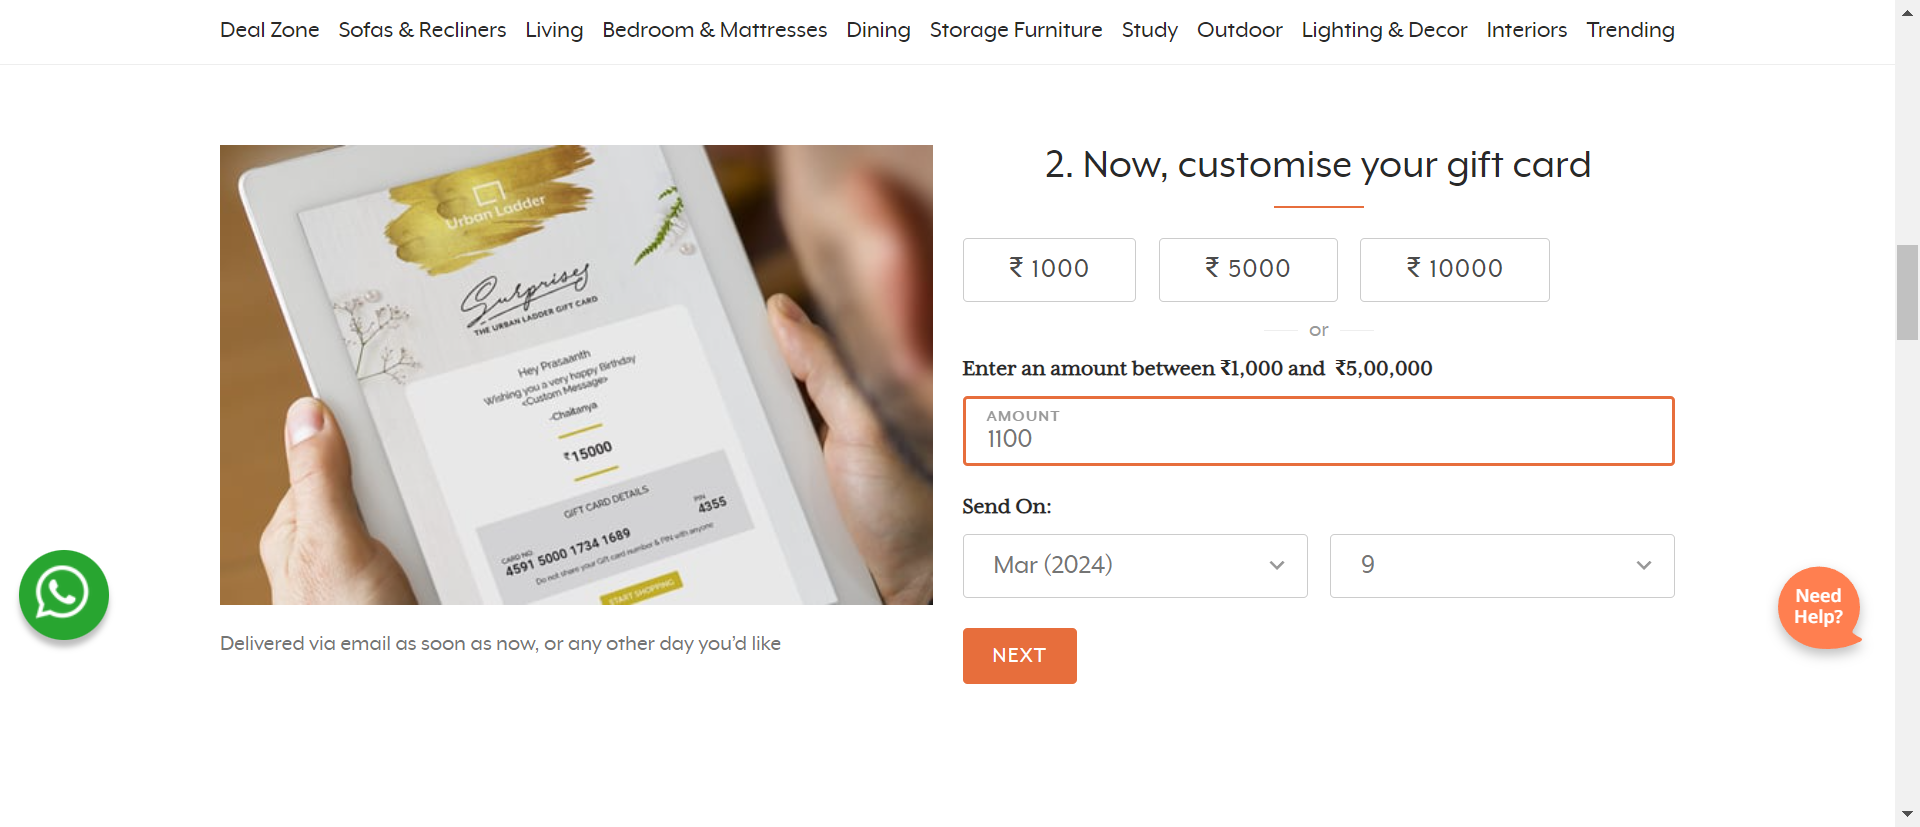 Deal Zone Sofas & Recliners Living Bedroom & Mattresses Dining Storage Furniture Study Outdoor Lighting & Decor Interiors Trending
Urban Ladder
Surprises
THE URBAN LADDER GIFT CARD
Hey Prasaanth
Wishing you a very happy Birthday
<Custom Message>
-Chaitanya
₹15000
GIFT CARD DETAILS
CARD NO. PIN
4591 5000 1734 1689 4355
Do not share your Gift card number & PIN with anyone
START SHOPPING
Delivered via email as soon as now, or any other day you’d like
2. Now, customise your gift card
₹ 1000 ₹ 5000 ₹ 10000
or
Enter an amount between ₹1,000 and ₹5,00,000
AMOUNT
1100
Send On:
Mar (2024) 9
NEXT
Need
Help?